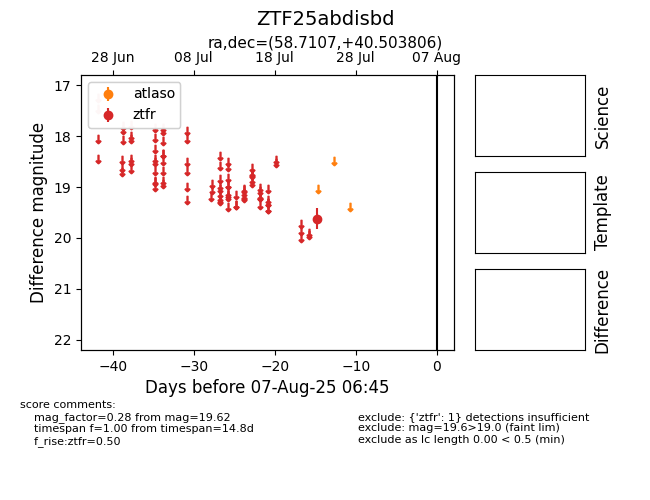 ZTF25abdisbd
ra,dec=(58.7107,+40.503806)
28 Jun 08 Jul 18 Jul 28 Jul 07 Aug
17
18
19
20
21
22
Difference magnitude
atlaso
ztfr
−40 −30 −20 −10 0
Days before 07-Aug-25 06:45
Science
Template
Difference
score comments:
mag_factor=0.28 from mag=19.62
timespan f=1.00 from timespan=14.8d
f_rise:ztfr=0.50
exclude: {'ztfr': 1} detections insufficient
exclude: mag=19.6>19.0 (faint lim)
exclude as lc length 0.00 < 0.5 (min)